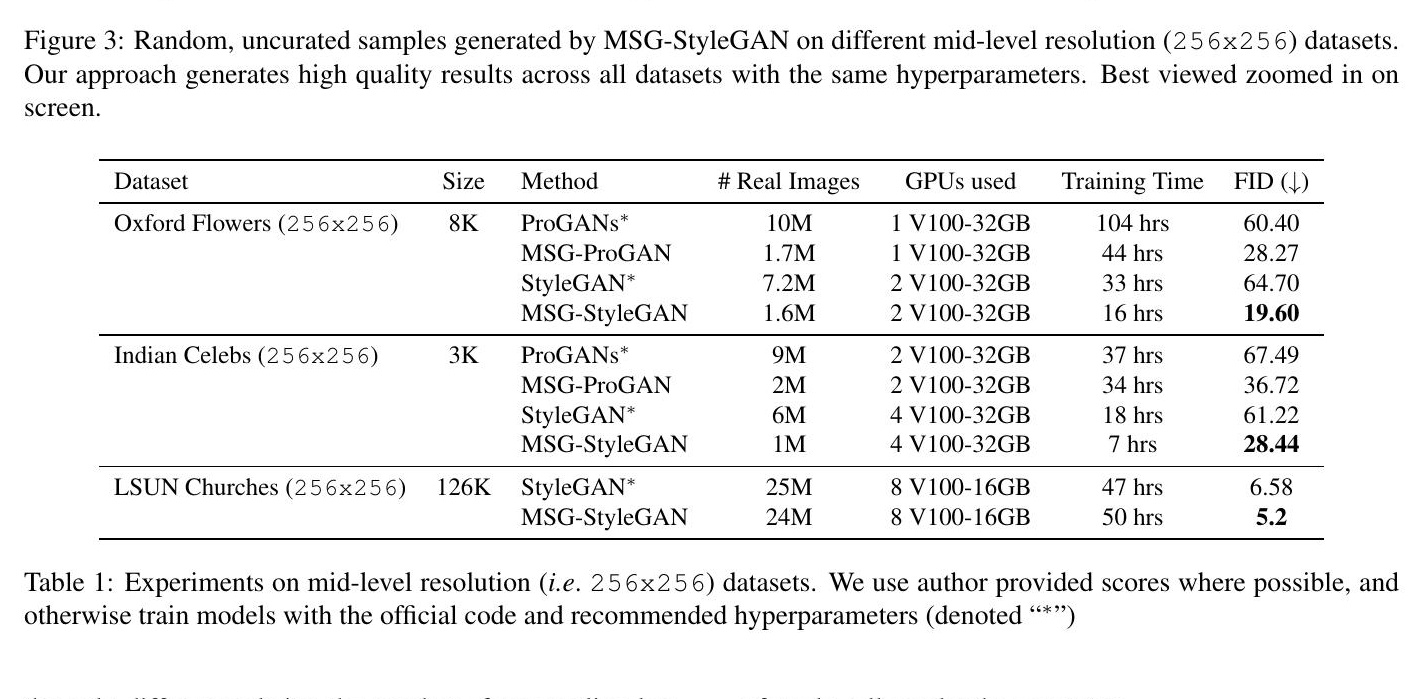 Figure 3: Random, uncurated samples generated by MSG-StyleGAN on different mid-level resolution (256x256) datasets.
Our approach generates high quality results across all datasets with the same hyperparameters. Best viewed zoomed in on
screen.
Dataset Size Method # Real Images GPUs used Training Time FID (↓)
Oxford Flowers (256x256) 8K ProGANs* 10M 1 V100-32GB 104 hrs 60.40
MSG-ProGAN 1.7M 1 V100-32GB 44 hrs 28.27
StyleGAN* 7.2M 2 V100-32GB 33 hrs 64.70
MSG-StyleGAN 1.6M 2 V100-32GB 16 hrs 19.60
Indian Celebs (256x256) 3K ProGANs* 9M 2 V100-32GB 37 hrs 67.49
MSG-ProGAN 2M 2 V100-32GB 34 hrs 36.72
StyleGAN* 6M 4 V100-32GB 18 hrs 61.22
MSG-StyleGAN 1M 4 V100-32GB 7 hrs 28.44
LSUN Churches (256x256) 126K StyleGAN* 25M 8 V100-16GB 47 hrs 6.58
MSG-StyleGAN 24M 8 V100-16GB 50 hrs 5.2
Table 1: Experiments on mid-level resolution (i.e. 256x256) datasets. We use author provided scores where possible, and
otherwise train models with the official code and recommended hyperparameters (denoted “*”)